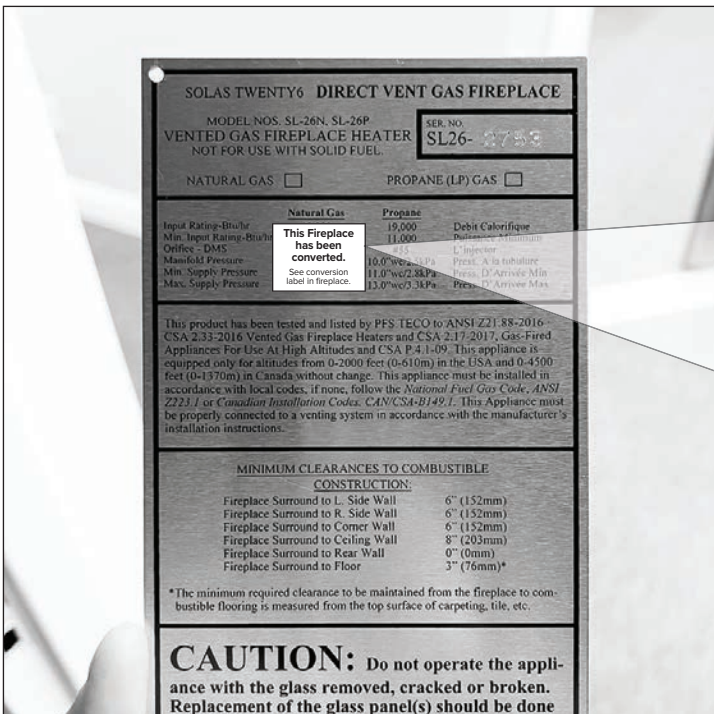 SOLAS TWENTY6 DIRECT VENT GAS FIREPLACE
MODEL NOS. SL-26N, SL-26P
VENTED GAS FIREPLACE HEATER
NOT FOR USE WITH SOLID FUEL.
SER. NO.
SL26- 2753
NATURAL GAS
PROPANE (LP) GAS
Natural Gas Propane
Input Rating-Btu/hr 19,000 Debit Calorifique
Min. Input Rating-Btu/hr 11,000 Puissance Minimum
Orifice - DMS #55 L'injector
Manifold Pressure 10.0"wc/2.5kPa Press. A la tubulure
Min. Supply Pressure 11.0"wc/2.8kPa Press. D'Arrivée Min
Max. Supply Pressure 13.0"wc/3.3kPa Press. D'Arrivée Max
This Fireplace
has been
converted.
See conversion
label in fireplace.
This product has been tested and listed by PFS TECO to ANSI Z21.88-2016 -
CSA 2.33-2016 Vented Gas Fireplace Heaters and CSA 2.17-2017, Gas-Fired
Appliances For Use At High Altitudes and CSA P.4.1-09. This appliance is
equipped only for altitudes from 0-2000 feet (0-610m) in the USA and 0-4500
feet (0-1370m) in Canada without change. This appliance must be installed in
accordance with local codes, if none, follow the National Fuel Gas Code, ANSI
Z223.1 or Canadian Installation Codes, CAN/CSA-B149.1. This Appliance must
be properly connected to a venting system in accordance with the manufacturer's
installation instructions.
MINIMUM CLEARANCES TO COMBUSTIBLE
CONSTRUCTION:
Fireplace Surround to L. Side Wall 6" (152mm)
Fireplace Surround to R. Side Wall 6" (152mm)
Fireplace Surround to Corner Wall 6" (152mm)
Fireplace Surround to Ceiling Wall 8" (203mm)
Fireplace Surround to Rear Wall 0" (0mm)
Fireplace Surround to Floor 3" (76mm)*
*The minimum required clearance to be maintained from the fireplace to com-
bustible flooring is measured from the top surface of carpeting, tile, etc.
CAUTION: Do not operate the appli-
ance with the glass removed, cracked or broken.
Replacement of the glass panel(s) should be done